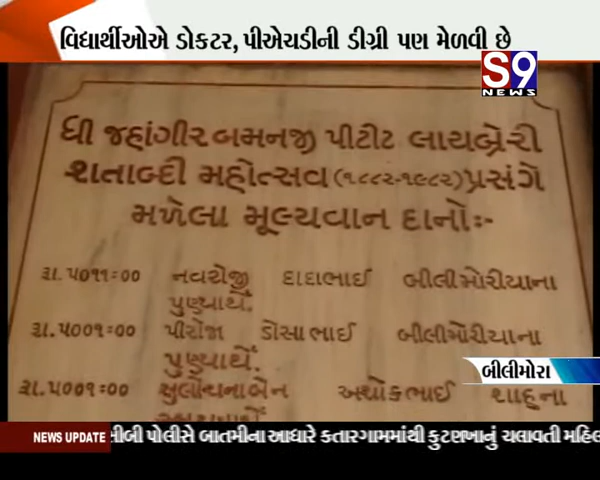 વિદ્યાર્થીઓએ ડોકટર, પીએચડીની ડીગ્રી પણ મેળવી છે
S9
NEWS
ધી જહાંગીર બમનજી પીટીટ લાયબ્રેરી
શતાબ્દી મહોત્સવ (૧૮૮૨-૧૯૮૨) પ્રસંગે
મળેલા મૂલ્યવાન દાનોઃ-
રૂા. ૫૦૧૧=૦૦ નવરોજી દાદાભાઈ બીલીમોરીયાના
પુણ્યાર્થે.
રૂા. ૫૦૦૧=૦૦ પીરોજા ડોસાભાઈ બીલીમોરીયાના
પુણ્યાર્થે.
રૂા. ૫૦૦૧=૦૦ સુલોચનાબેન અશોકભાઈ શાહુના
બીલીમોરા
NEWS UPDATE
પોલીસે બાતમીના આધારે કતારગામમાંથી કુટણખાનું ચલાવતી